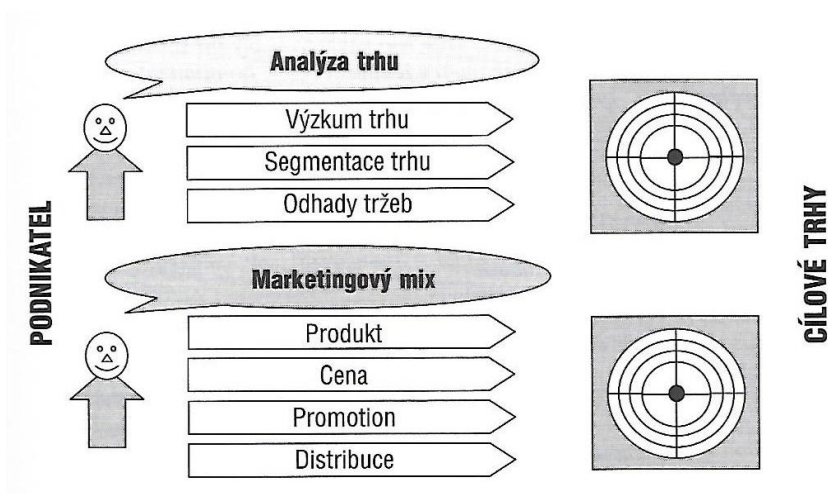 Analýza trhu
Výzkum trhu
Segmentace trhu
Odhady tržeb
PODNIKATEL
Marketingový mix
Produkt
Cena
Promotion
Distribuce
CÍLOVÉ TRHY